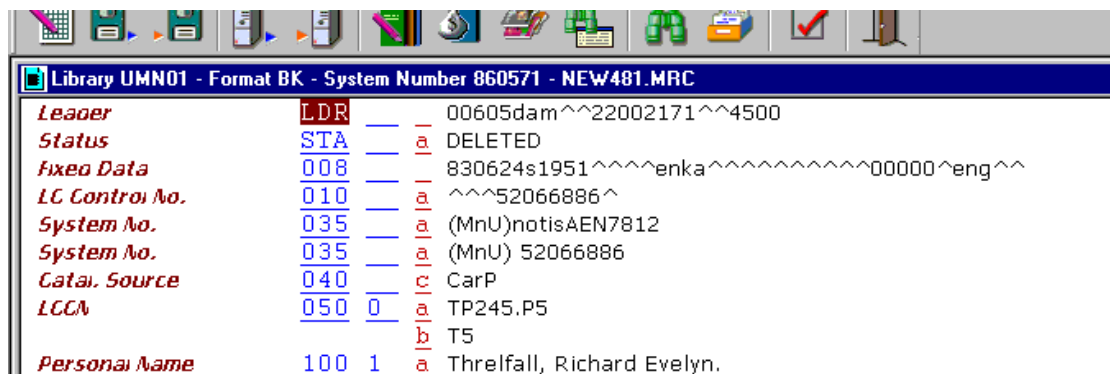 Library UMN01 - Format BK - System Number 860571 - NEW481.MRC
Leader LDR 00605dam^^22002171^^4500
Status STA a DELETED
Fixed Data 008 830624s1951^^^^enka^^^^^^^^^^00000^eng^^
LC Control No. 010 a ^^^52066886^
System No. 035 a (MnU)notisAEN7812
System No. 035 a (MnU) 52066886
Catal. Source 040 c CarP
LCCN 050 0 a TP245.P5
b T5
Personal Name 100 1 a Threlfall, Richard Evelyn.